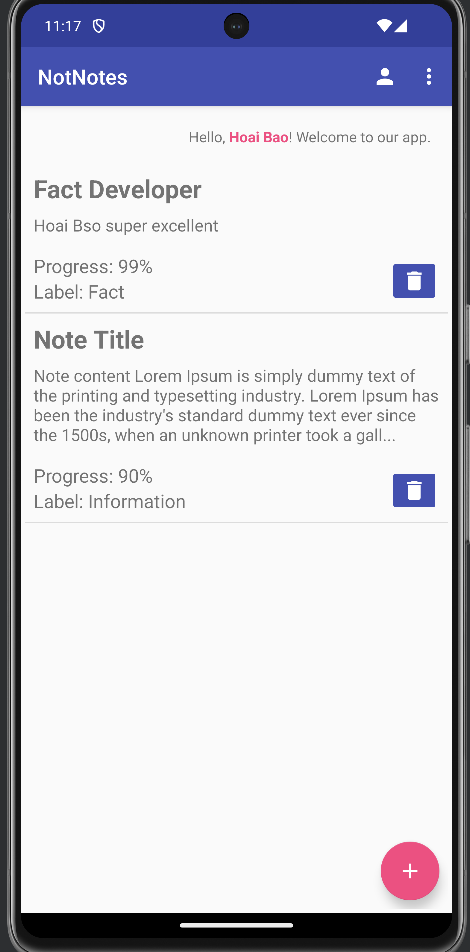 11:17
NotNotes
Hello, Hoai Bao! Welcome to our app.
Fact Developer
Hoai Bso super excellent
Progress: 99%
Label: Fact
Note Title
Note content Lorem Ipsum is simply dummy text of
the printing and typesetting industry. Lorem Ipsum has
been the industry's standard dummy text ever since
the 1500s, when an unknown printer took a gall...
Progress: 90%
Label: Information